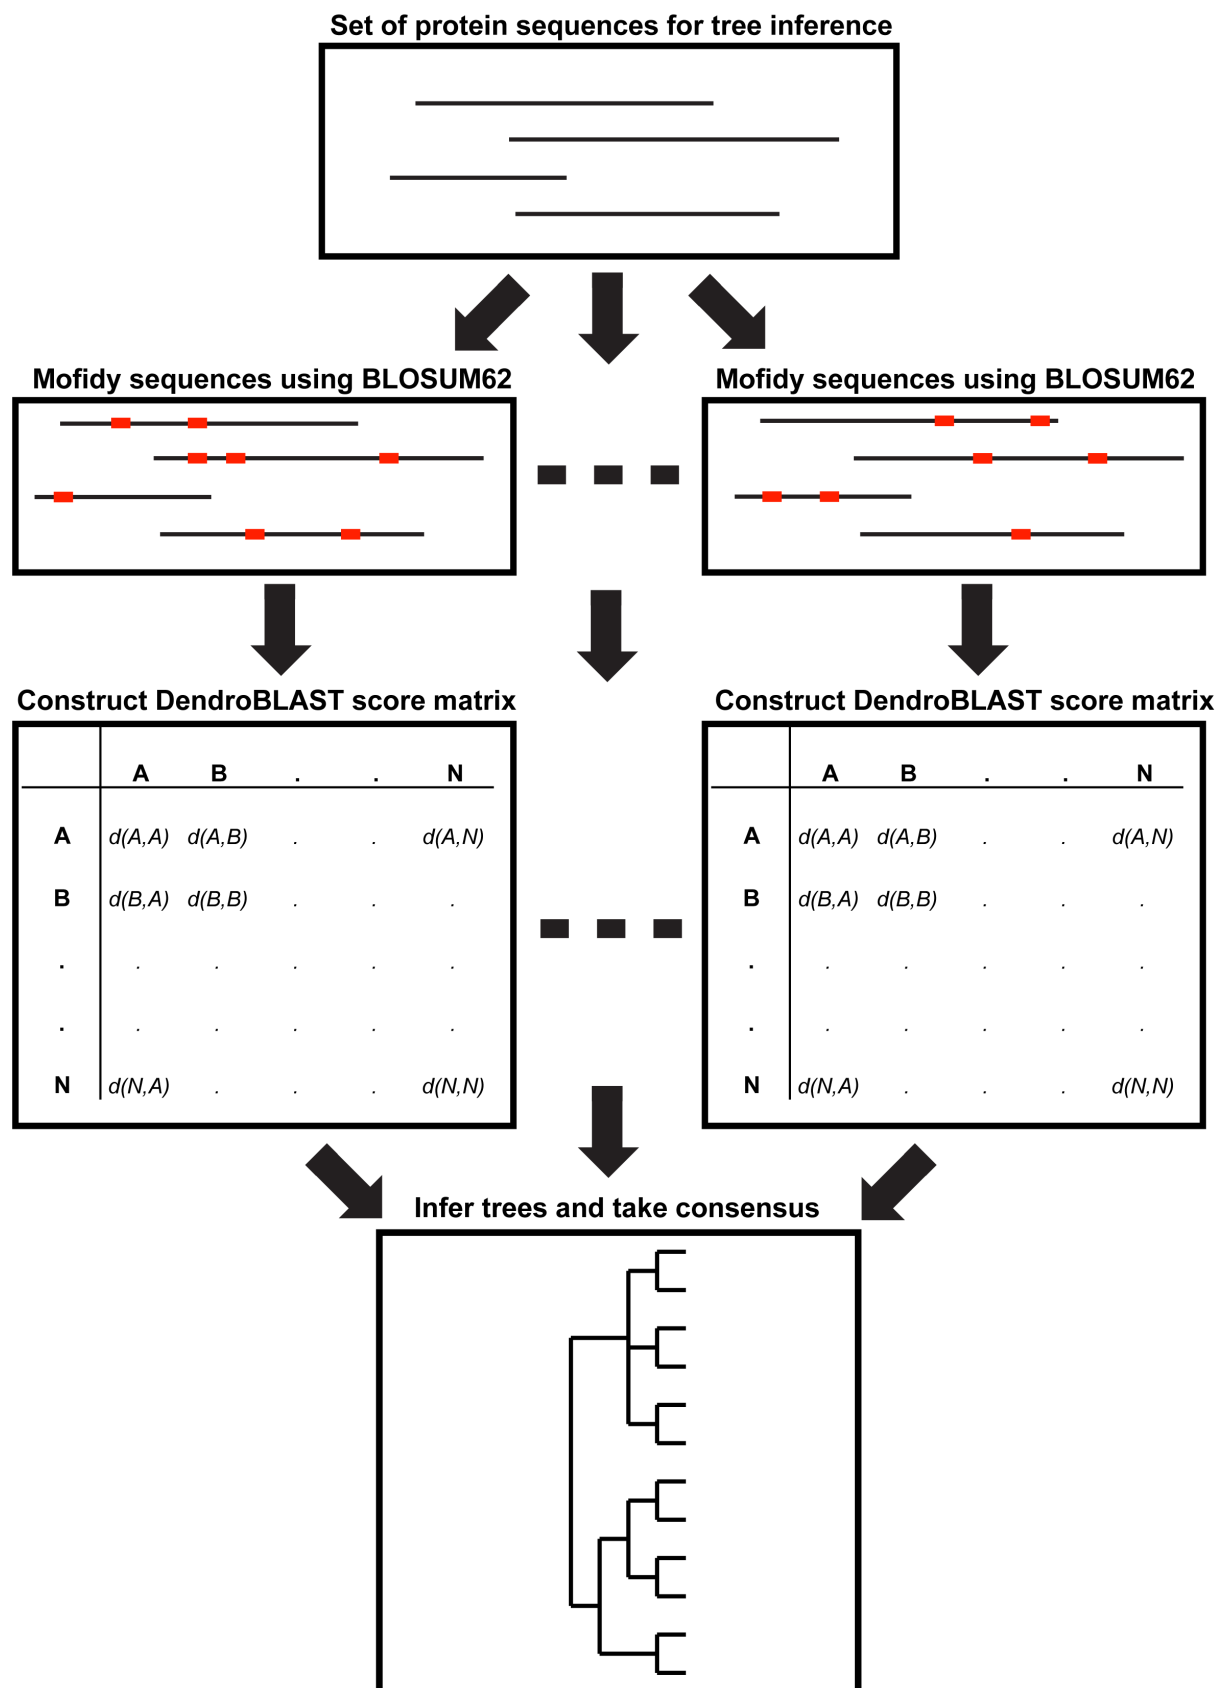 Set of protein sequences for tree inference
Mofidy sequences using BLOSUM62
Mofidy sequences using BLOSUM62
Construct DendroBLAST score matrix
A B . . N
A d(A,A) d(A,B) . . d(A,N)
B d(B,A) d(B,B) . . .
. . . . . .
. . . . . .
N d(N,A) . . . d(N,N)
Construct DendroBLAST score matrix
A B . . N
A d(A,A) d(A,B) . . d(A,N)
B d(B,A) d(B,B) . . .
. . . . . .
. . . . . .
N d(N,A) . . . d(N,N)
Infer trees and take consensus